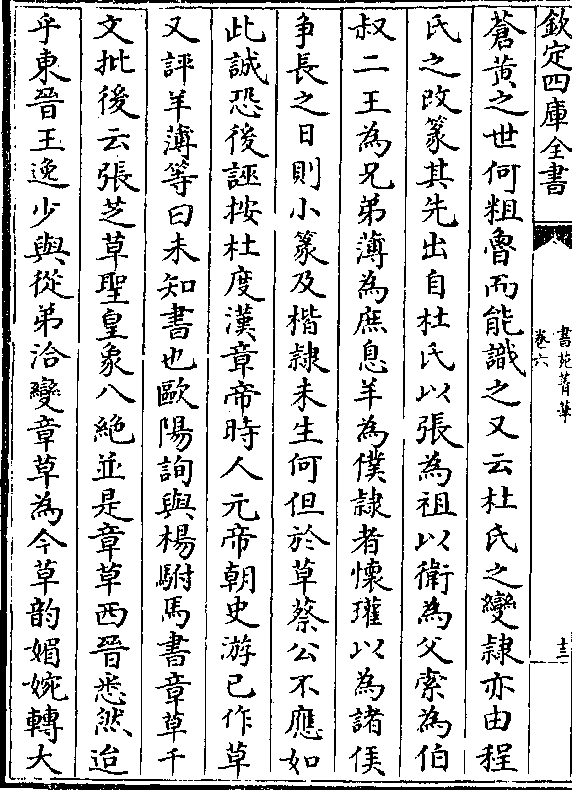 欽定四庫全書
書苑菁華
卷六
十三
蒼黄之世何粗魯而能識之又云杜氏之變隸亦由程
氏之改篆其先出自杜氏以張為祖以衛為父索為伯
叔二王為兄弟薄為庶息羊為僕隸者懷瓘以為諸侯
争長之日則小篆及楷隸未生何但於草蔡公不應如
此誠恐後誣按杜度漢章帝時人元帝朝史游已作草
又評羊薄等曰未知書也歐陽詢與楊駙馬書章草千
文批後云張芝草聖皇象八絶並是章草西晉悉然迨
乎東晉王逸少與從弟洽變章草為今草韵媚婉轉大